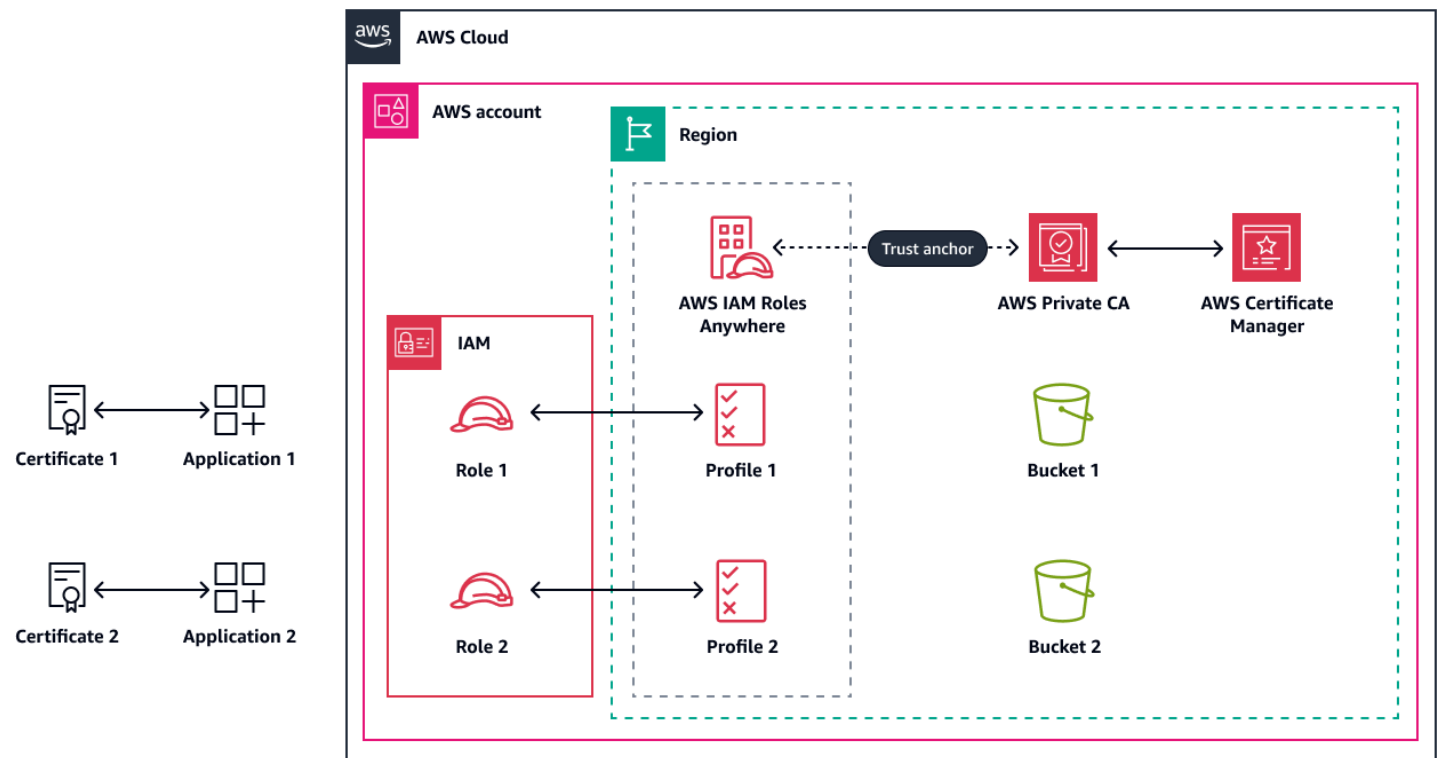 aws
AWS Cloud
AWS account
Region
Trust anchor
AWS IAM Roles
Anywhere
AWS Private CA
AWS Certificate
Manager
IAM
Certificate 1
Application 1
Role 1
Profile 1
Bucket 1
Certificate 2
Application 2
Role 2
Profile 2
Bucket 2